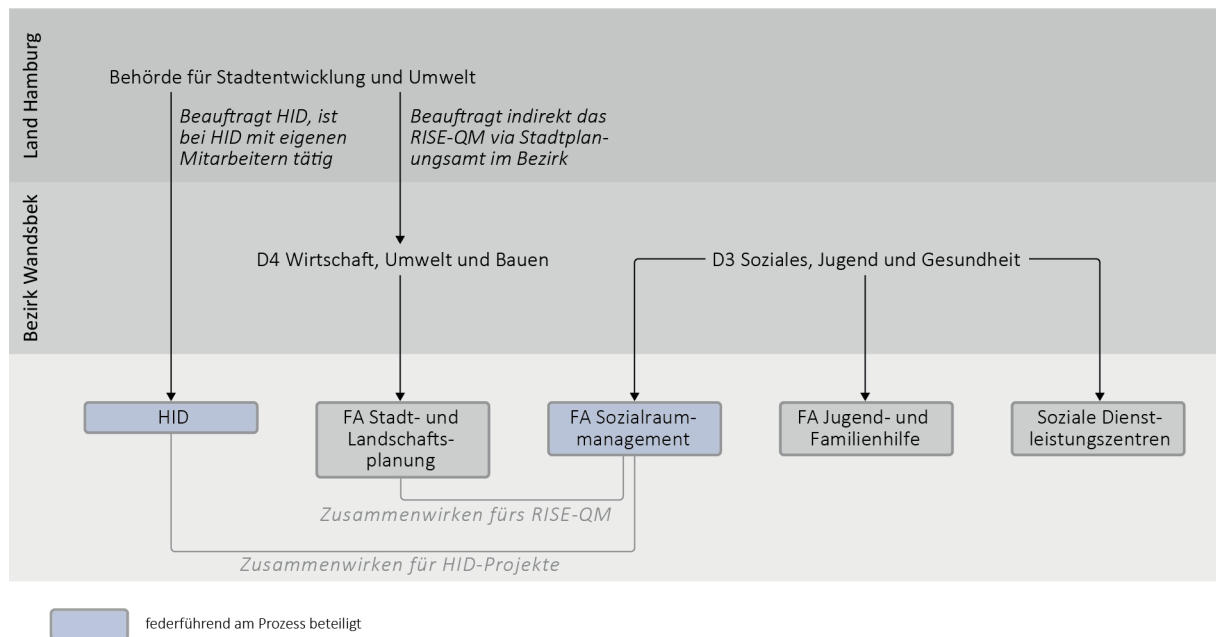 Land Hamburg
Behörde für Stadtentwicklung und Umwelt
Beauftragt HID, ist
bei HID mit eigenen
Mitarbeitern tätig
Beauftragt indirekt das
RISE-QM via Stadtplan-
ungsamt im Bezirk
Bezirk Wandsbek
D4 Wirtschaft, Umwelt und Bauen
D3 Soziales, Jugend und Gesundheit
HID
FA Stadt- und
Landschafts-
planung
FA Sozialraum-
management
FA Jugend- und
Familienhilfe
Soziale Dienst-
leistungszentren
Zusammenwirken fürs RISE-QM
Zusammenwirken für HID-Projekte
federführend am Prozess beteiligt